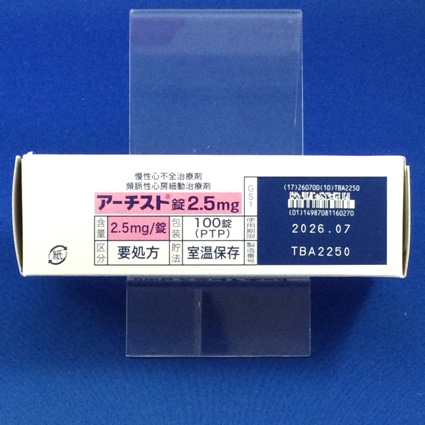 慢性心不全治療剤
頻脈性心房細動治療剤
アーチスト錠2.5mg
含量 2.5mg/錠 包装 100錠(PTP)
区分 要処方 貯法 室温保存
紙
GS1
(17)260700(10)TBA2250
(01)14987081160270
使用期限 2026.07
製造番号 TBA2250